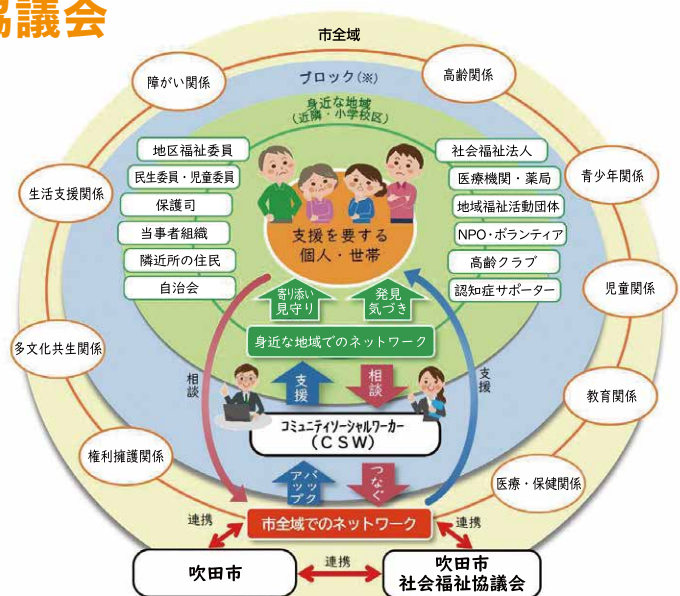 協議会
市全域
ブロック（※）
身近な地域
（近隣・小学校区）
障がい関係
高齢関係
生活支援関係
青少年関係
多文化共生関係
児童関係
教育関係
権利擁護関係
医療・保健関係
地区福祉委員
民生委員・児童委員
保護司
当事者組織
隣近所の住民
自治会
社会福祉法人
医療機関・薬局
地域福祉活動団体
NPO・ボランティア
高齢クラブ
認知症サポーター
支援を要する
個人・世帯
寄り添い
見守り
発見
気づき
身近な地域でのネットワーク
相談
支援
相談
支援
コミュニティソーシャルワーカー
（CSW）
バックアップ
つなぐ
市全域でのネットワーク
連携
連携
吹田市
連携
吹田市
社会福祉協議会